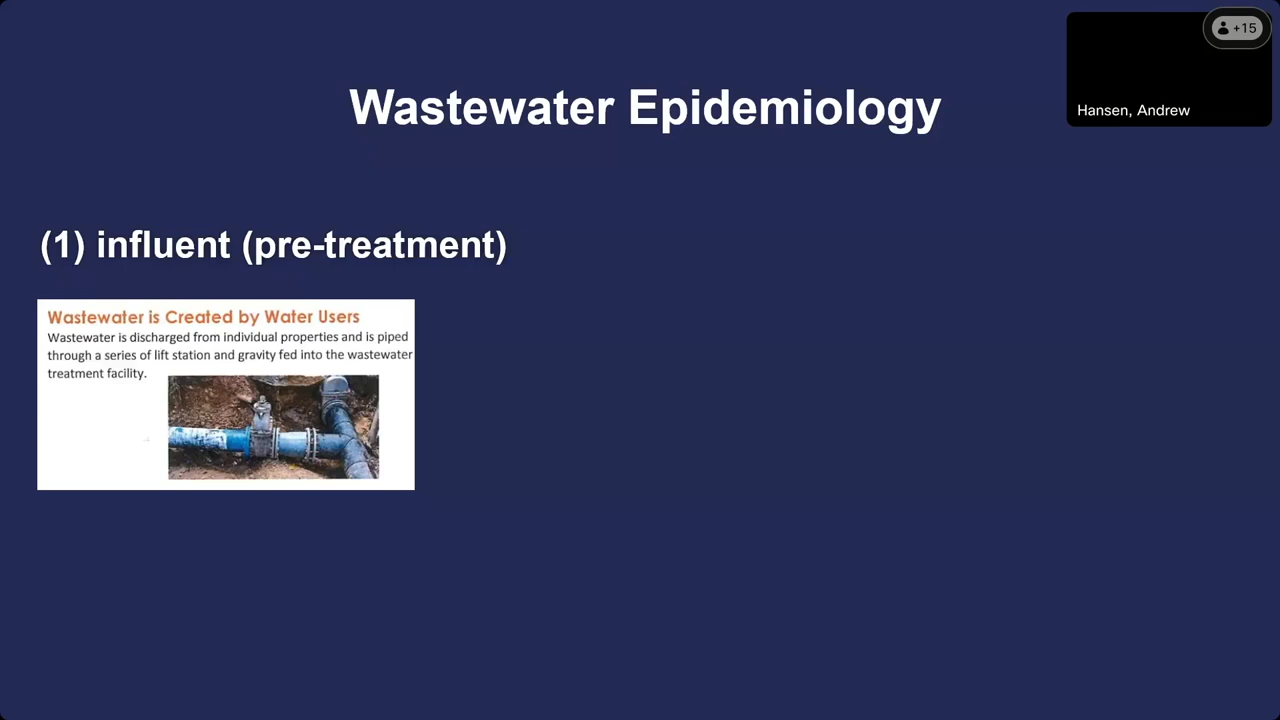 +15
Hansen, Andrew
Wastewater Epidemiology
(1) influent (pre-treatment)
Wastewater is Created by Water Users
Wastewater is discharged from individual properties and is piped
through a series of lift station and gravity fed into the wastewater
treatment facility.